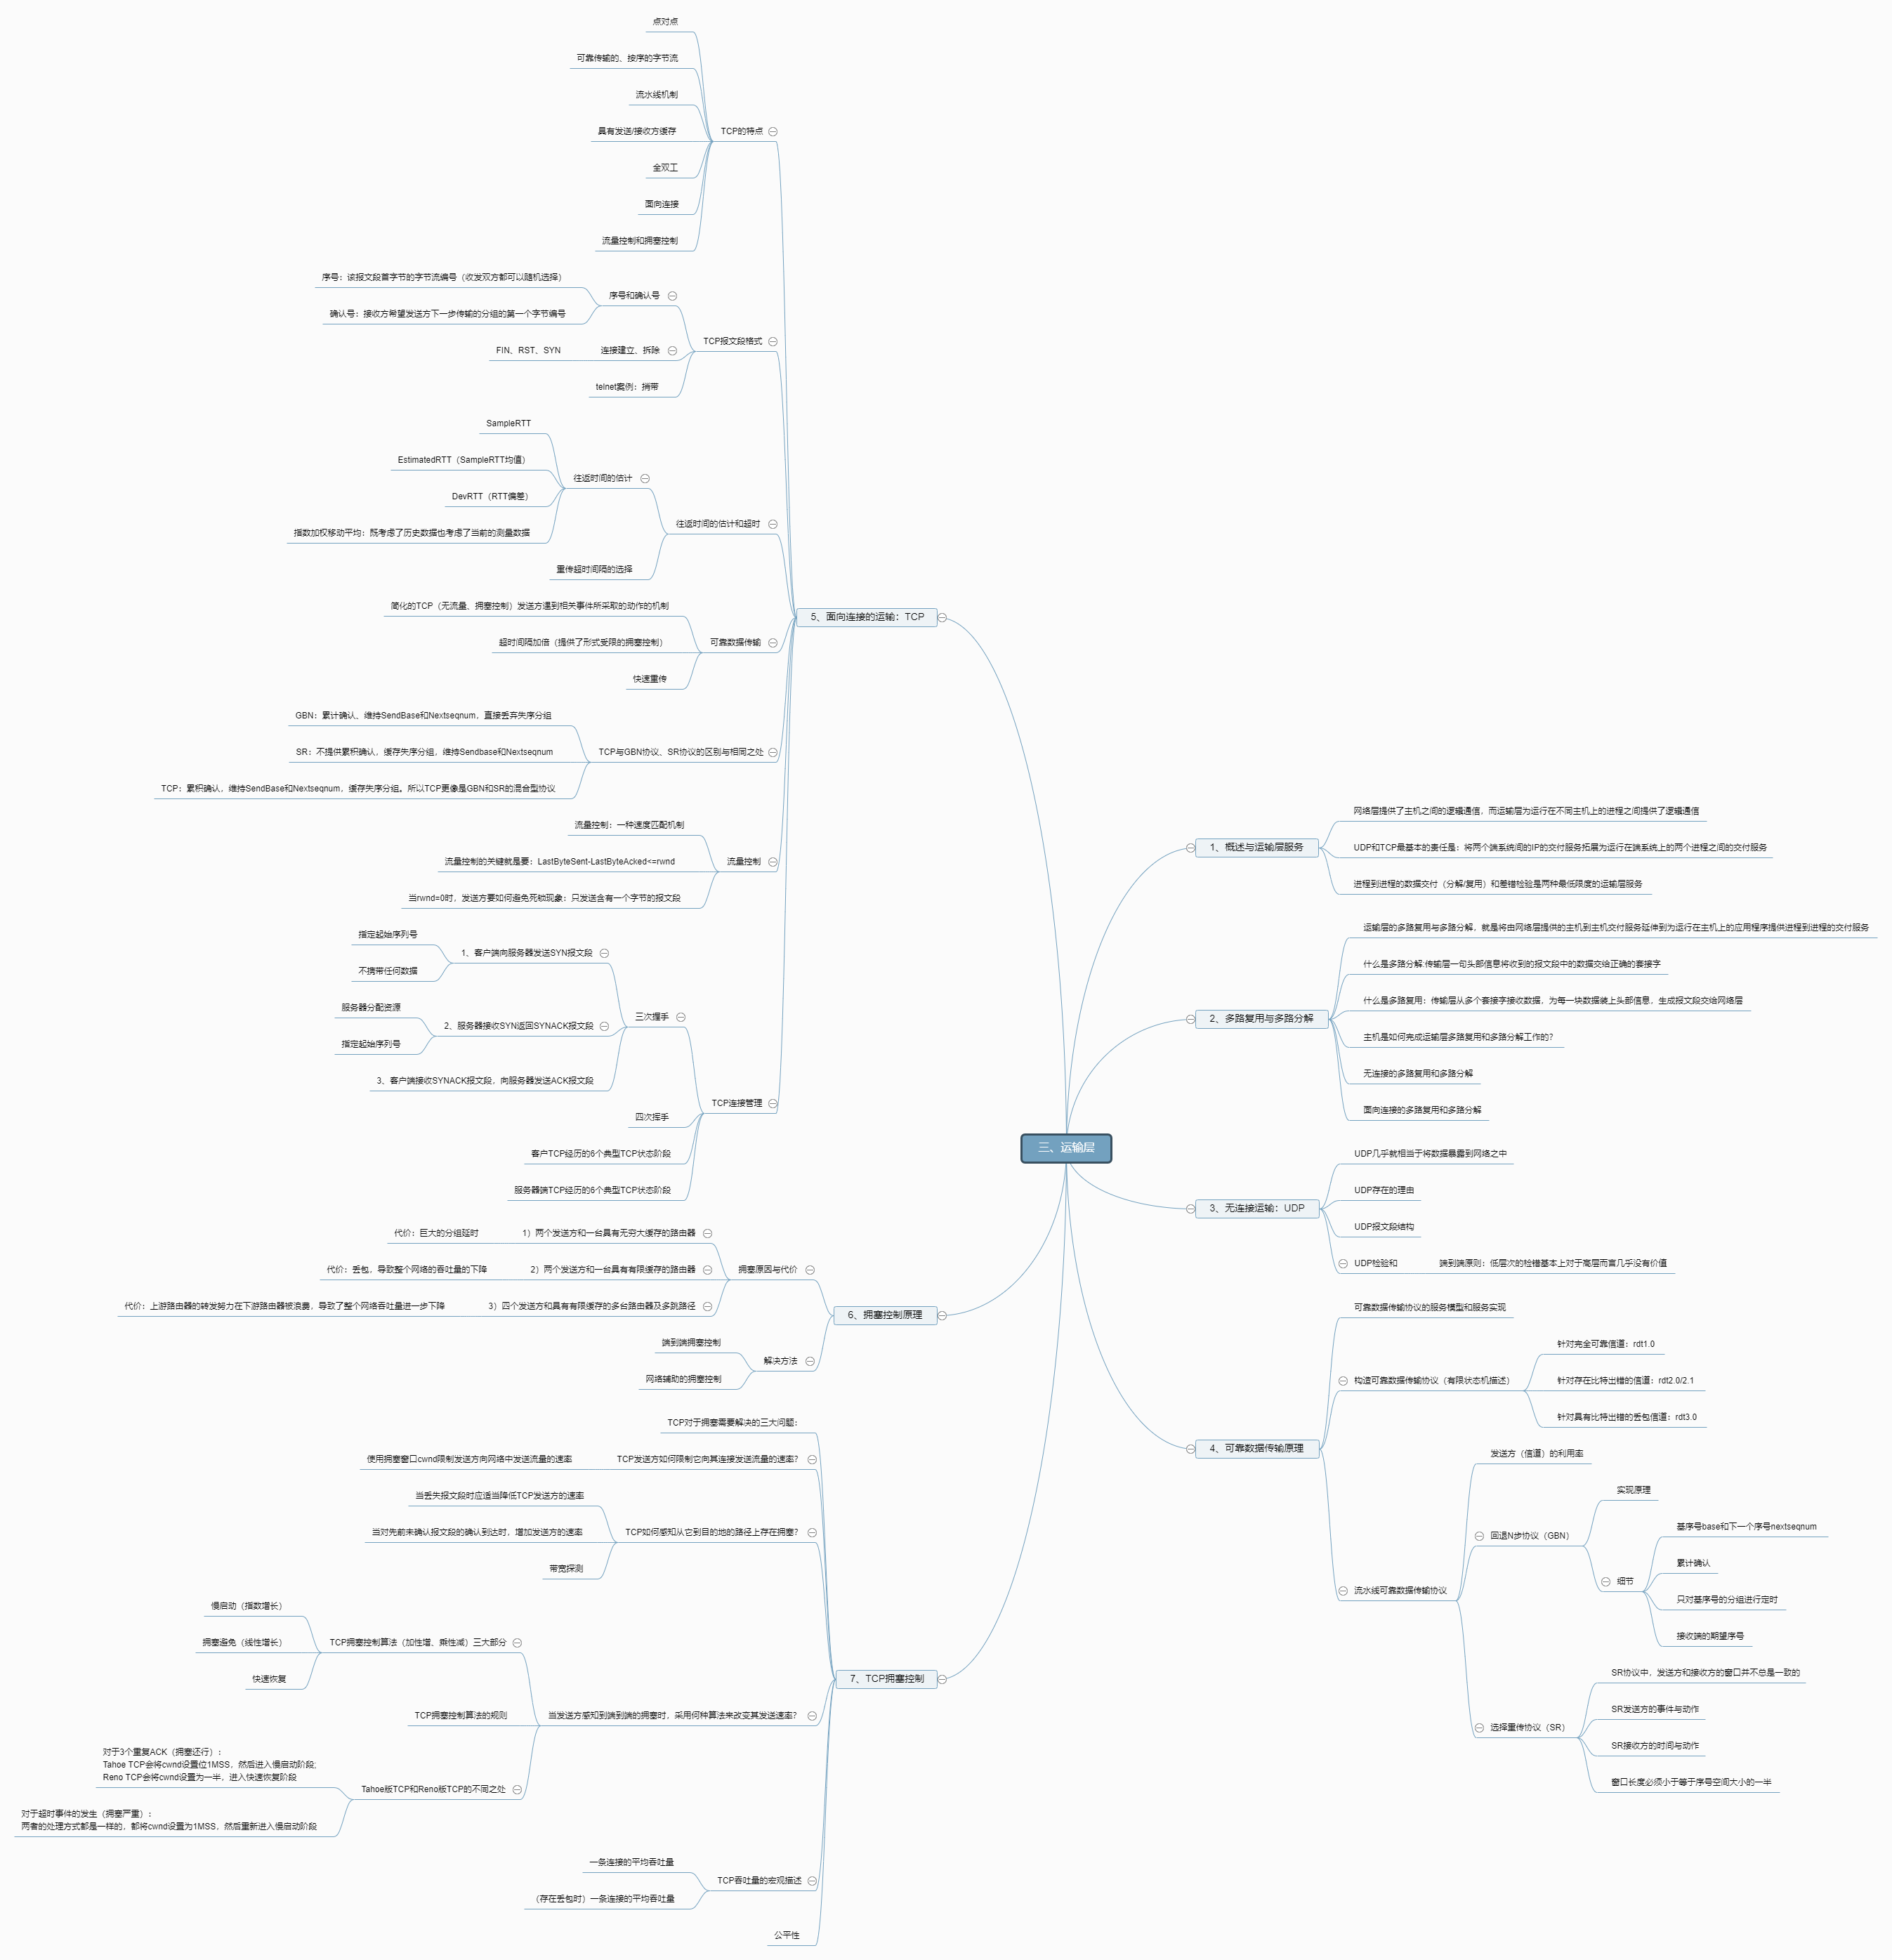 三、运输层
1、概述与运输层服务
网络层提供了主机之间的逻辑通信，而运输层为运行在不同主机上的进程之间提供了逻辑通信
UDP和TCP最基本的责任是：将两个端系统间的IP的交付服务拓展为运行在端系统上的两个进程之间的交付服务
进程到进程的数据交付（分解/复用）和差错检验是两种最低限度的运输层服务
2、多路复用与多路分解
运输层的多路复用与多路分解，就是将由网络层提供的主机到主机交付服务延伸到为运行在主机上的应用程序提供进程到进程的交付服务
什么是多路分解:传输层一句头部信息将收到的报文段中的数据交给正确的套接字
什么是多路复用：传输层从多个套接字接收数据，为每一块数据装上头部信息，生成报文段交给网络层
主机是如何完成运输层多路复用和多路分解工作的？
无连接的多路复用和多路分解
面向连接的多路复用和多路分解
3、无连接运输：UDP
UDP几乎就相当于将数据暴露到网络之中
UDP存在的理由
UDP报文段结构
UDP检验和
端到端原则：低层次的检错基本上对于高层而言几乎没有价值
4、可靠数据传输原理
可靠数据传输协议的服务模型和服务实现
构造可靠数据传输协议（有限状态机描述）
针对完全可靠信道：rdt1.0
针对存在比特出错的信道：rdt2.0/2.1
针对具有比特出错的丢包信道：rdt3.0
流水线可靠数据传输协议
发送方（信道）的利用率
回退N步协议（GBN）
实现原理
细节
基序号base和下一个序号nextseqnum
累计确认
只对基序号的分组进行定时
接收端的期望序号
选择重传协议（SR）
SR协议中，发送方和接收方的窗口并不总是一致的
SR发送方的事件与动作
SR接收方的时间与动作
窗口长度必须小于等于序号空间大小的一半
5、面向连接的运输：TCP
TCP的特点
点对点
可靠传输的、按序的字节流
流水线机制
具有发送/接收方缓存
全双工
面向连接
流量控制和拥塞控制
TCP报文段格式
序号和确认号
序号：该报文段首字节的字节流编号（收发双方都可以随机选择）
确认号：接收方希望发送方下一步传输的分组的第一个字节编号
连接建立、拆除
FIN、RST、SYN
telnet案例：捎带
往返时间的估计和超时
往返时间的估计
SampleRTT
EstimatedRTT（SampleRTT均值）
DevRTT（RTT偏差）
指数加权移动平均：既考虑了历史数据也考虑了当前的测量数据
重传超时间隔的选择
可靠数据传输
简化的TCP（无流量、拥塞控制）发送方遇到相关事件所采取的动作的机制
超时间隔加倍（提供了形式受限的拥塞控制）
快速重传
TCP与GBN协议、SR协议的区别与相同之处
GBN：累计确认、维持SendBase和Nextseqnum，直接丢弃失序分组
SR：不提供累积确认，缓存失序分组，维持Sendbase和Nextseqnum
TCP：累积确认，维持SendBase和Nextseqnum，缓存失序分组。所以TCP更像是GBN和SR的混合型协议
流量控制
流量控制：一种速度匹配机制
流量控制的关键就是要：LastByteSent-LastByteAcked<=rwnd
当rwnd=0时，发送方要如何避免死锁现象：只发送含有一个字节的报文段
TCP连接管理
三次握手
1、客户端向服务器发送SYN报文段
指定起始序列号
不携带任何数据
2、服务器接收SYN返回SYNACK报文段
服务器分配资源
指定起始序列号
3、客户端接收SYNACK报文段，向服务器发送ACK报文段
四次挥手
客户TCP经历的6个典型TCP状态阶段
服务器端TCP经历的6个典型TCP状态阶段
6、拥塞控制原理
拥塞原因与代价
1）两个发送方和一台具有无穷大缓存的路由器
代价：巨大的分组延时
2）两个发送方和一台具有有限缓存的路由器
代价：丢包，导致整个网络的吞吐量的下降
3）四个发送方和具有有限缓存的多台路由器及多跳路径
代价：上游路由器的转发努力在下游路由器被浪费，导致了整个网络吞吐量进一步下降
解决方法
端到端拥塞控制
网络辅助的拥塞控制
7、TCP拥塞控制
TCP对于拥塞需要解决的三大问题：
TCP发送方如何限制它向其连接发送流量的速率？
使用拥塞窗口cwnd限制发送方向网络中发送流量的速率
TCP如何感知从它到目的地的路径上存在拥塞？
当丢失报文段时应适当降低TCP发送方的速率
当对先前未确认报文段的确认到达时，增加发送方的速率
带宽探测
当发送方感知到端到端的拥塞时，采用何种算法来改变其发送速率？
TCP拥塞控制算法（加性增、乘性减）三大部分
慢启动（指数增长）
拥塞避免（线性增长）
快速恢复
TCP拥塞控制算法的规则
Tahoe版TCP和Reno版TCP的不同之处
对于3个重复ACK（拥塞还行）：
Tahoe TCP会将cwnd设置位1MSS，然后进入慢启动阶段；
Reno TCP会将cwnd设置为一半，进入快速恢复阶段
对于超时事件的发生（拥塞严重）：
两者的处理方式都是一样的，都将cwnd设置为1MSS，然后重新进入慢启动阶段
TCP吞吐量的宏观描述
一条连接的平均吞吐量
（存在丢包时）一条连接的平均吞吐量
公平性